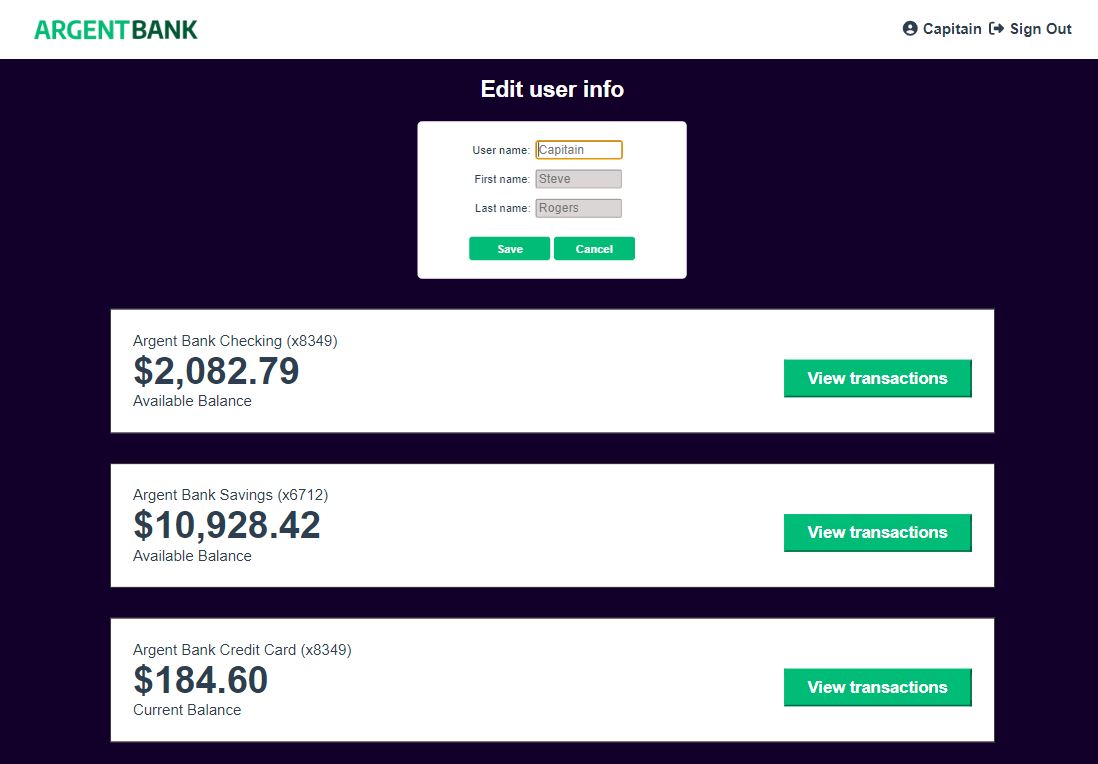 ARGENTBANK
Capitain Sign Out
Edit user info
User name: Capitain
First name: Steve
Last name: Rogers
Save Cancel
Argent Bank Checking (x8349)
$2,082.79
Available Balance
View transactions
Argent Bank Savings (x6712)
$10,928.42
Available Balance
View transactions
Argent Bank Credit Card (x8349)
$184.60
Current Balance
View transactions